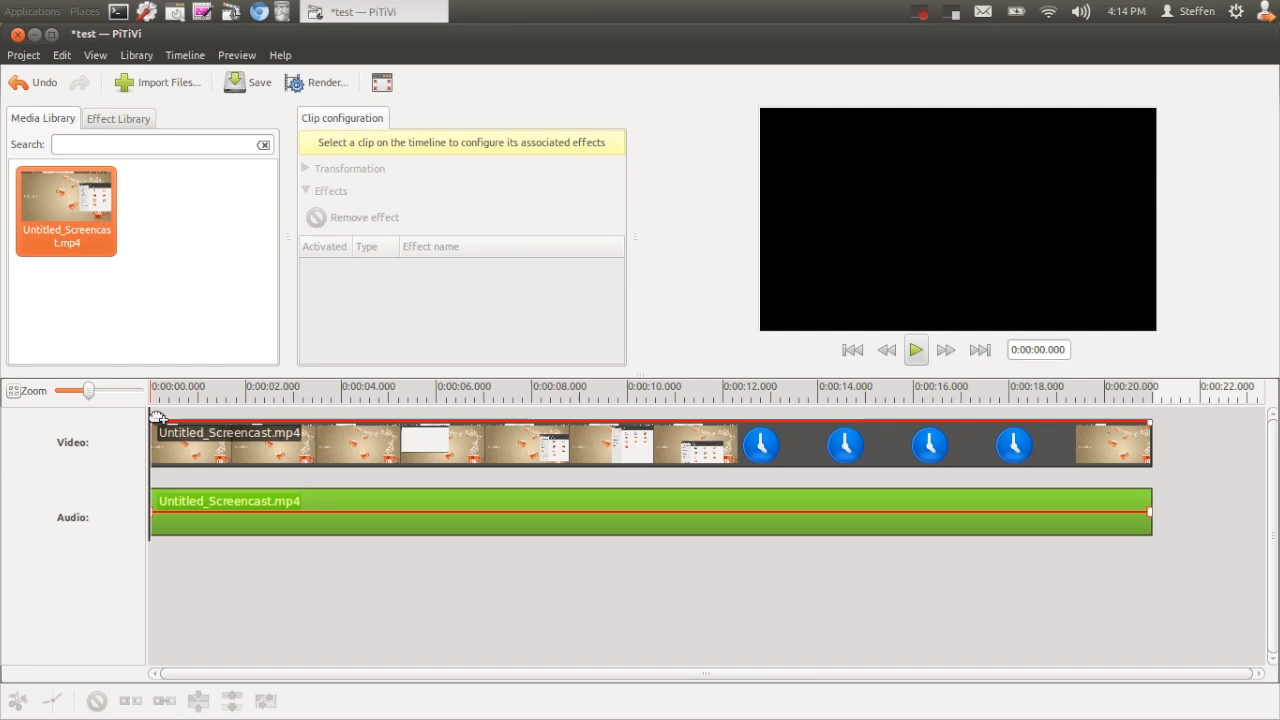 Applications Places *test — PiTiVi 4:14 PM Steffen
*test — PiTiVi
Project Edit View Library Timeline Preview Help
Undo Import Files... Save Render...
Media Library Effect Library
Search:
Untitled_Screencas
t.mp4
Clip configuration
Select a clip on the timeline to configure its associated effects
Transformation
Effects
Remove effect
Activated Type Effect name
0:00:00.000
Zoom 0:00:00.000 0:00:02.000 0:00:04.000 0:00:06.000 0:00:08.000 0:00:10.000 0:00:12.000 0:00:14.000 0:00:16.000 0:00:18.000 0:00:20.000 0:00:22.000
Video: Untitled_Screencast.mp4
Audio: Untitled_Screencast.mp4